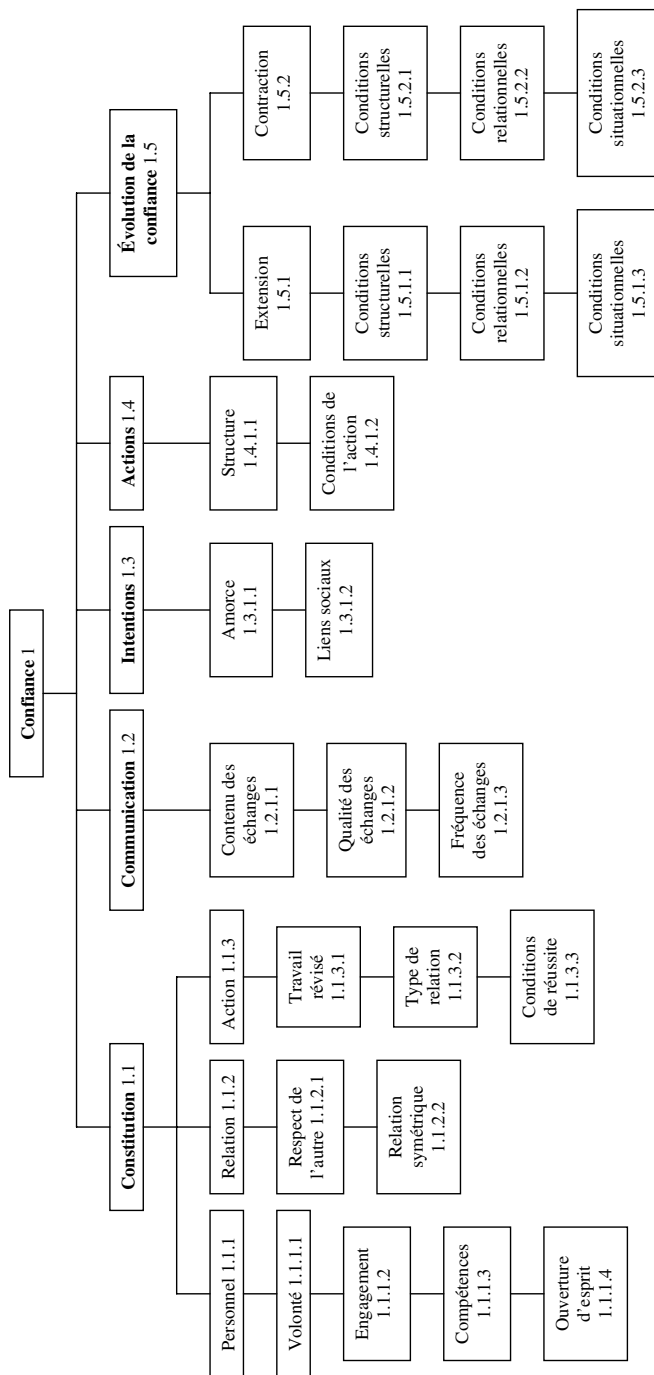 Confiance 1
Constitution 1.1
Personnel 1.1.1
Volonté 1.1.1.1
Engagement
1.1.1.2
Compétences
1.1.1.3
Ouverture
d'esprit
1.1.1.4
Relation 1.1.2
Respect de
l'autre 1.1.2.1
Relation
symétrique
1.1.2.2
Action 1.1.3
Travail
révisé
1.1.3.1
Type de
relation
1.1.3.2
Conditions
de réussite
1.1.3.3
Communication 1.2
Contenu des
échanges
1.2.1.1
Qualité des
échanges
1.2.1.2
Fréquence
des échanges
1.2.1.3
Intentions 1.3
Amorce
1.3.1.1
Liens sociaux
1.3.1.2
Actions 1.4
Structure
1.4.1.1
Conditions de
l'action
1.4.1.2
Évolution de la
confiance 1.5
Extension
1.5.1
Conditions
structurelles
1.5.1.1
Conditions
relationnelles
1.5.1.2
Conditions
situationnelles
1.5.1.3
Contraction
1.5.2
Conditions
structurelles
1.5.2.1
Conditions
relationnelles
1.5.2.2
Conditions
situationnelles
1.5.2.3